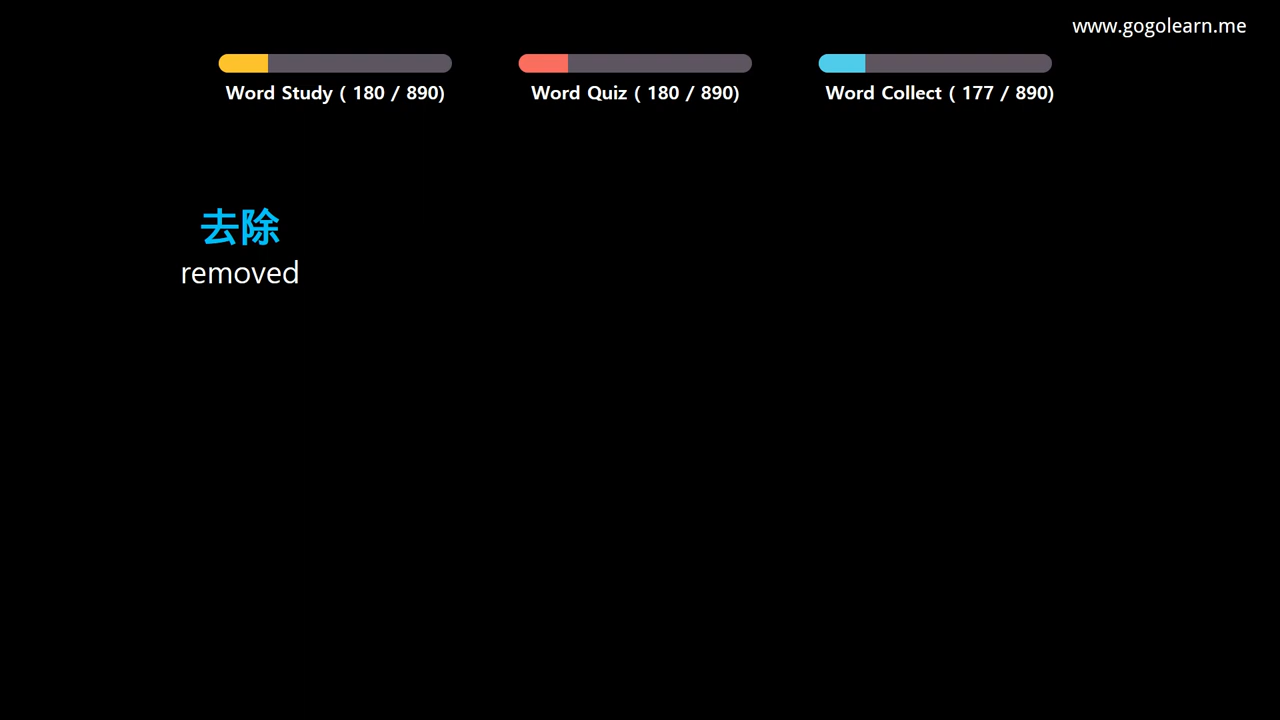 www.gogolearn.me
Word Study ( 180 / 890)
Word Quiz ( 180 / 890)
Word Collect ( 177 / 890)
去除
removed